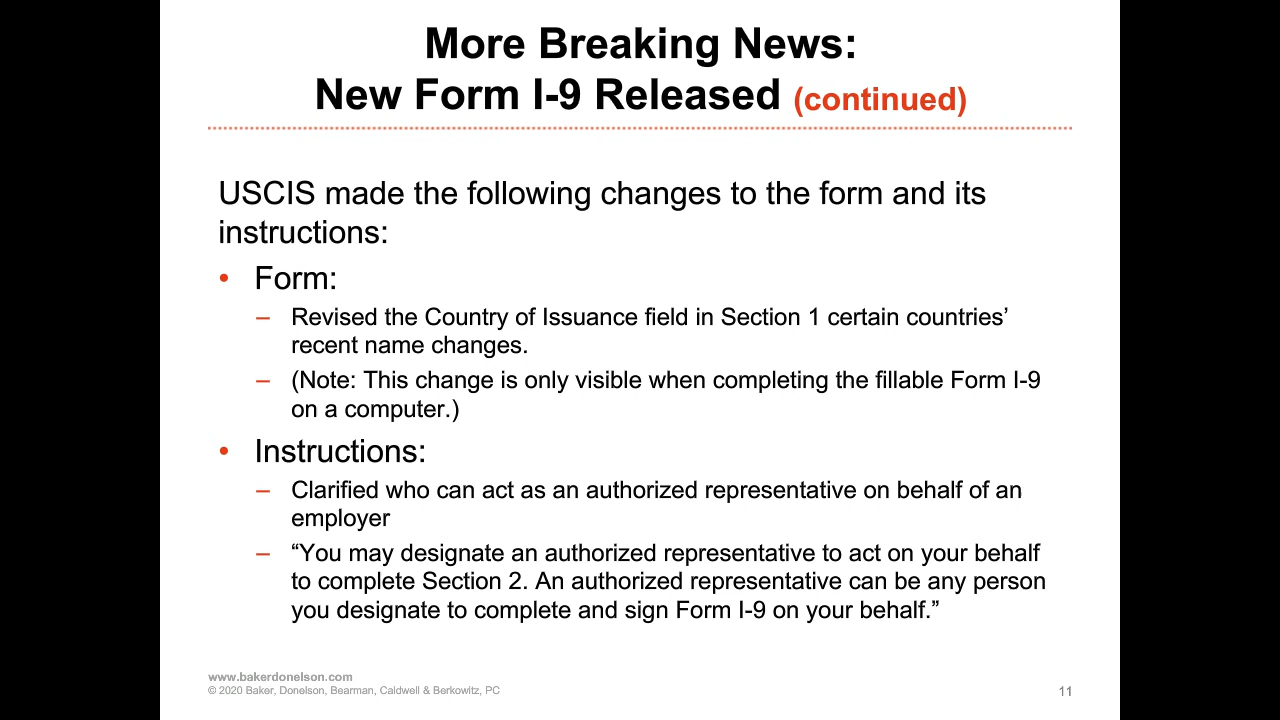 More Breaking News:
New Form I-9 Released (continued)
USCIS made the following changes to the form and its
instructions:
• Form:
– Revised the Country of Issuance field in Section 1 certain countries’
recent name changes.
– (Note: This change is only visible when completing the fillable Form I-9
on a computer.)
• Instructions:
– Clarified who can act as an authorized representative on behalf of an
employer
– “You may designate an authorized representative to act on your behalf
to complete Section 2. An authorized representative can be any person
you designate to complete and sign Form I-9 on your behalf.”
www.bakerdonelson.com
© 2020 Baker, Donelson, Bearman, Caldwell & Berkowitz, PC
11